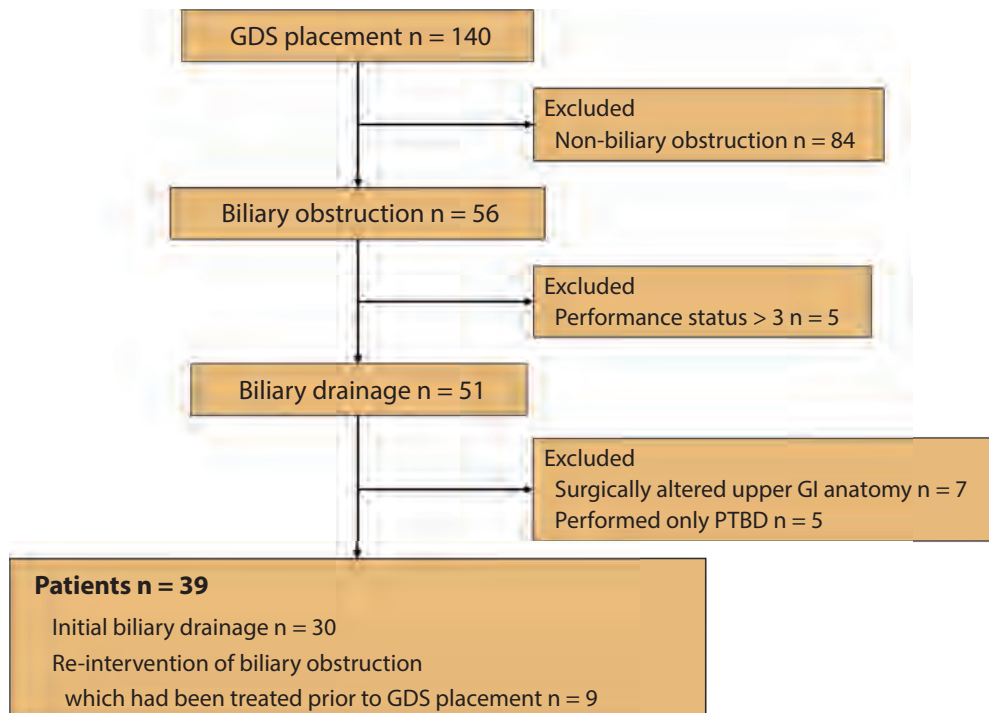 GDS placement n = 140
Excluded
Non-biliary obstruction n = 84
Biliary obstruction n = 56
Excluded
Performance status > 3 n = 5
Biliary drainage n = 51
Excluded
Surgically altered upper GI anatomy n = 7
Performed only PTBD n = 5
Patients n = 39
Initial biliary drainage n = 30
Re-intervention of biliary obstruction
which had been treated prior to GDS placement n = 9